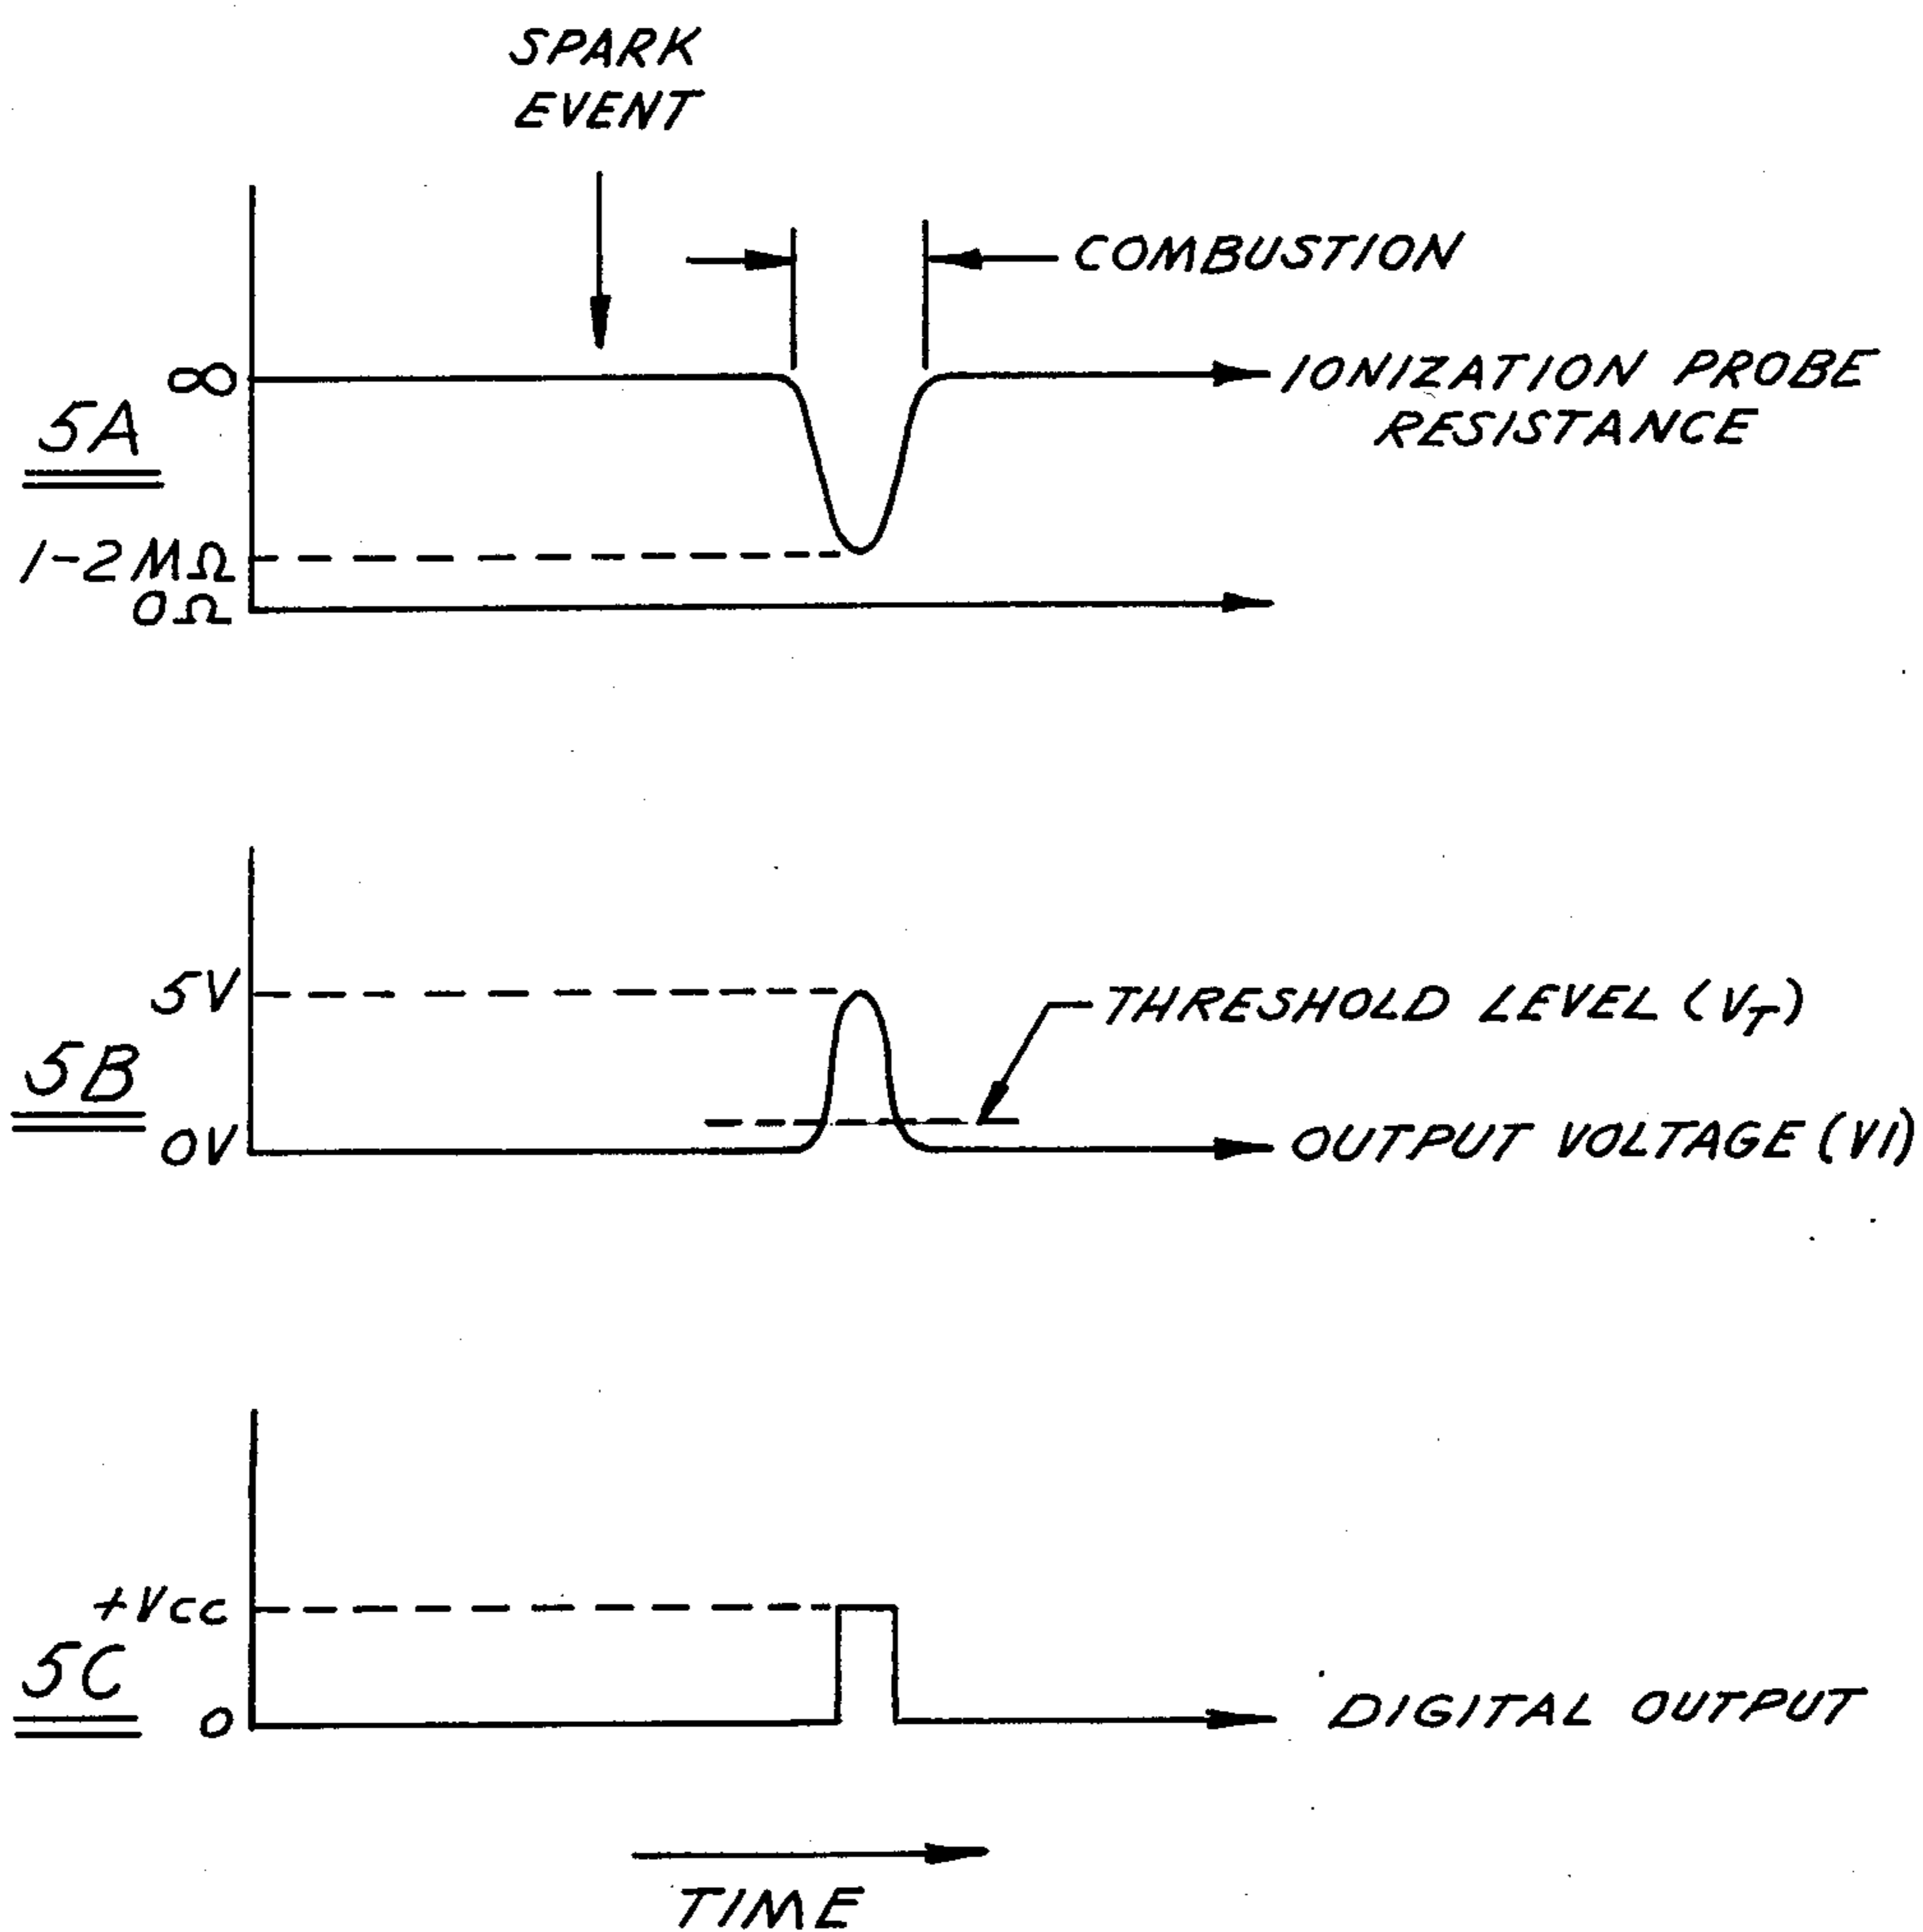 SPARK
EVENT
COMBUSTION
∞
IONIZATION PROBE
RESISTANCE
5A
1-2MΩ
0Ω
5V
THRESHOLD LEVEL (VT)
5B
0V
OUTPUT VOLTAGE (V1)
+Vcc
5C
0
DIGITAL OUTPUT
TIME